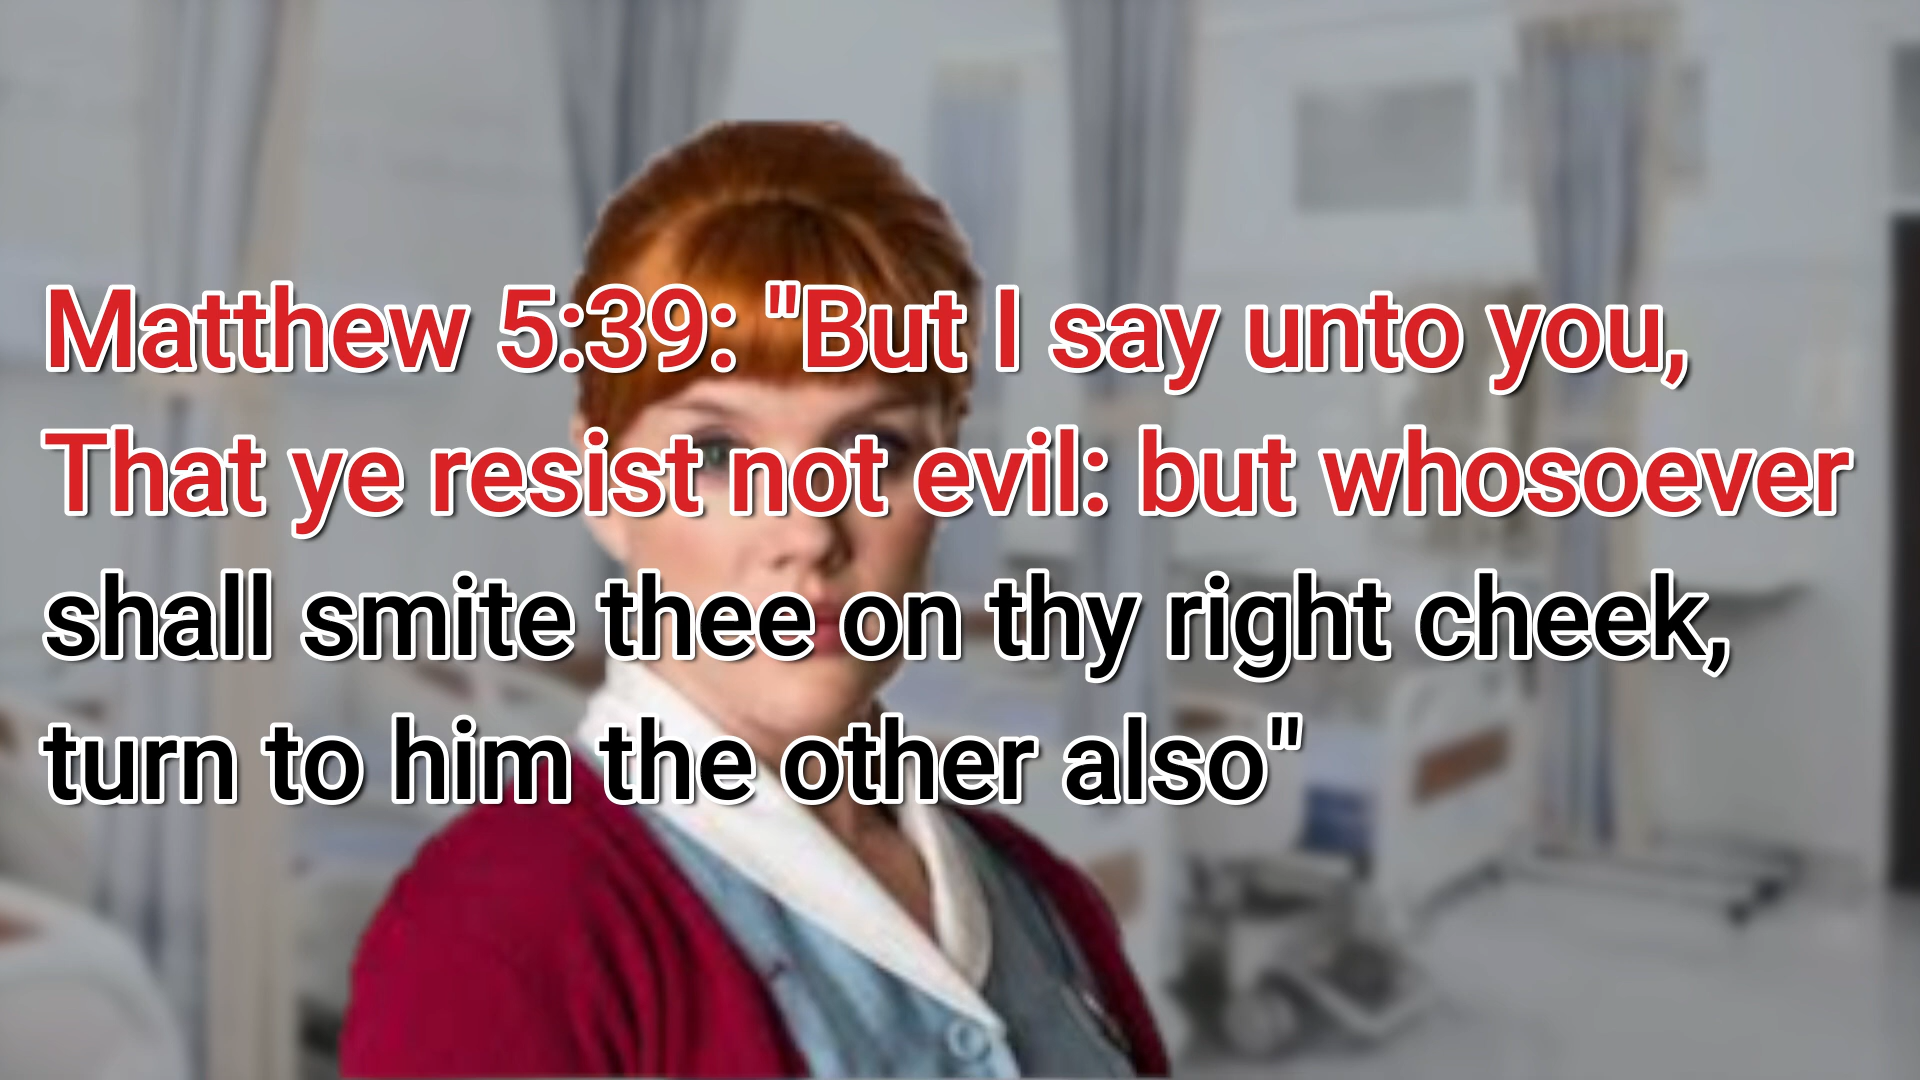 Matthew 5:39: "But I say unto you,
That ye resist not evil: but whosoever
shall smite thee on thy right cheek,
turn to him the other also"